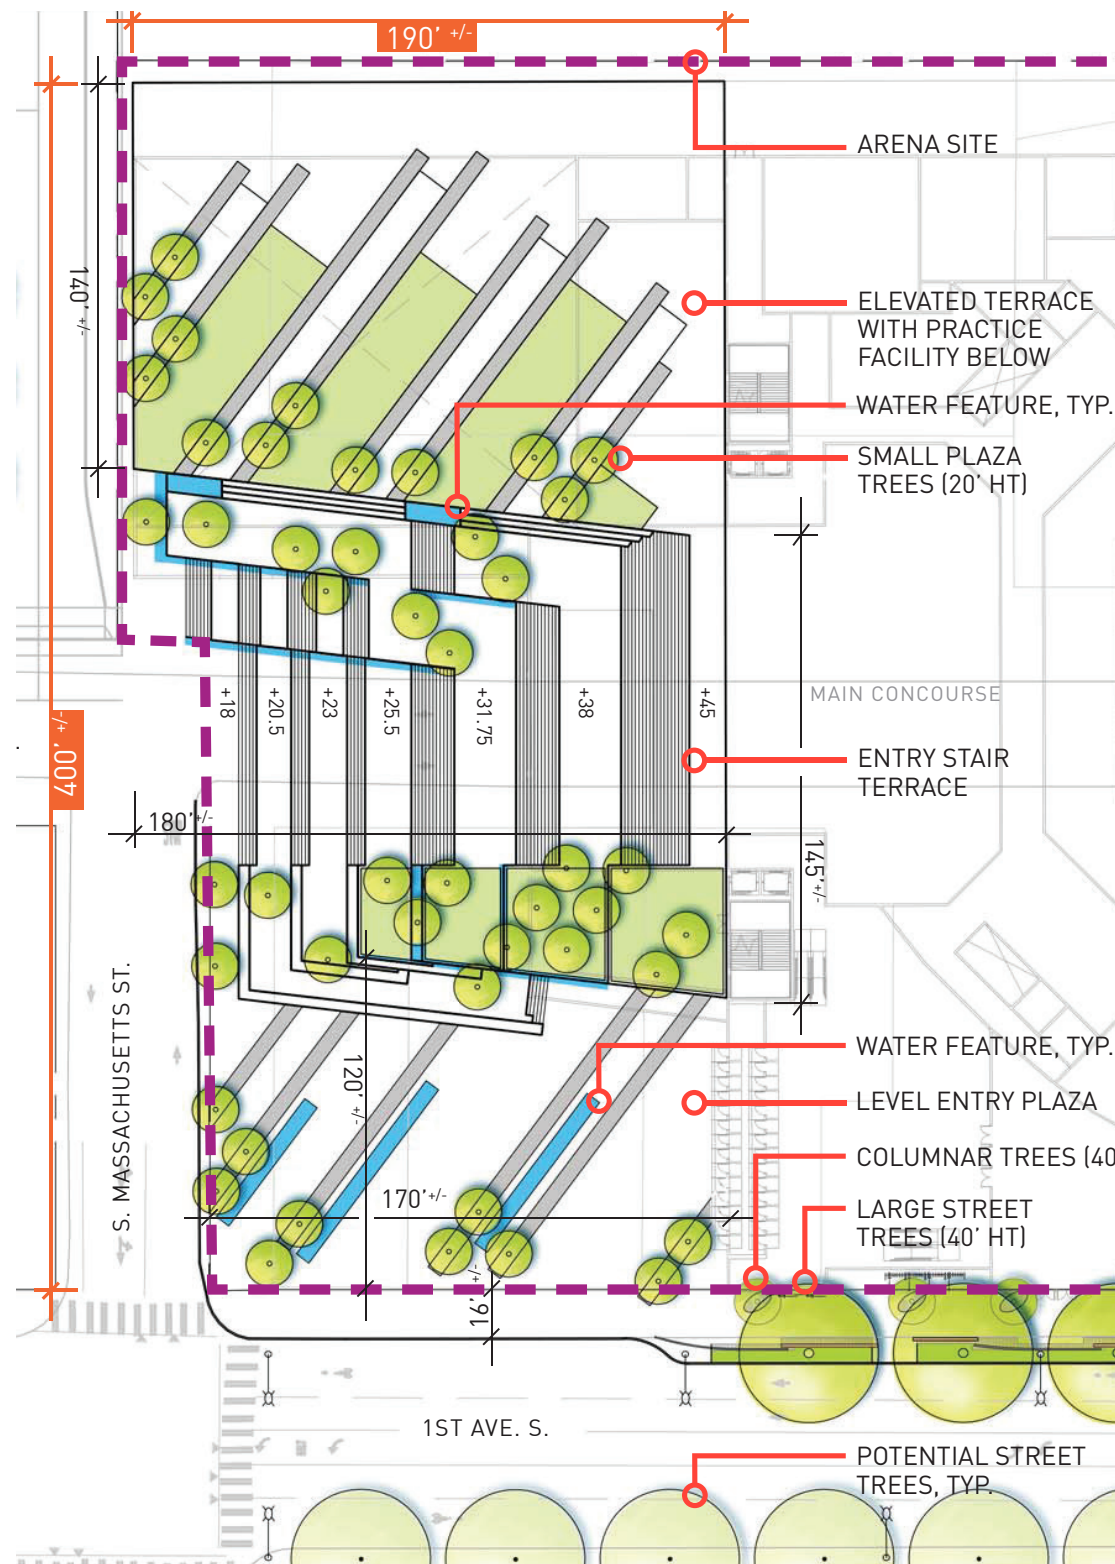 190' +/-
ARENA SITE
140' +/-
ELEVATED TERRACE
WITH PRACTICE
FACILITY BELOW
WATER FEATURE, TYP.
SMALL PLAZA
TREES (20' HT)
+18
+20.5
+23
+25.5
+31.75
+38
+45
MAIN CONCOURSE
400' +/-
ENTRY STAIR
TERRACE
180' +/-
145' +/-
S. MASSACHUSETTS ST.
WATER FEATURE, TYP.
120' +/-
LEVEL ENTRY PLAZA
COLUMNAR TREES (40
170' +/-
LARGE STREET
TREES (40' HT)
16' +/-
1ST AVE. S.
POTENTIAL STREET
TREES, TYP.